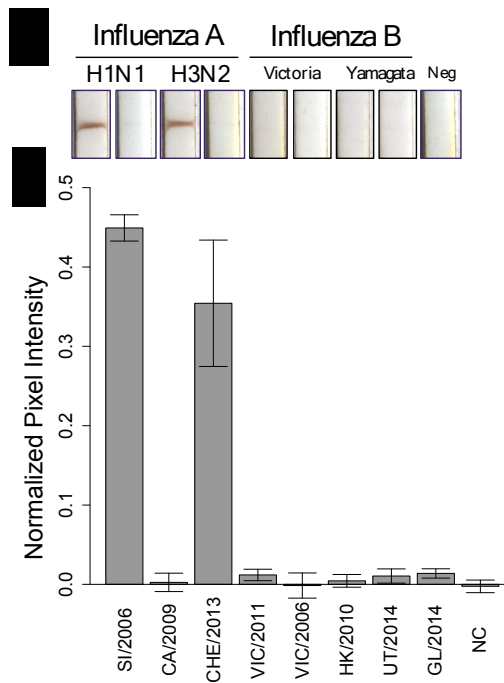 Influenza A Influenza B
H1N1 H3N2 Victoria Yamagata Neg
0.5
0.4
0.3
0.2
0.1
0.0
Normalized Pixel Intensity
SI/2006 CA/2009 CHE/2013 VIC/2011 VIC/2006 HK/2010 UT/2014 GL/2014 NC